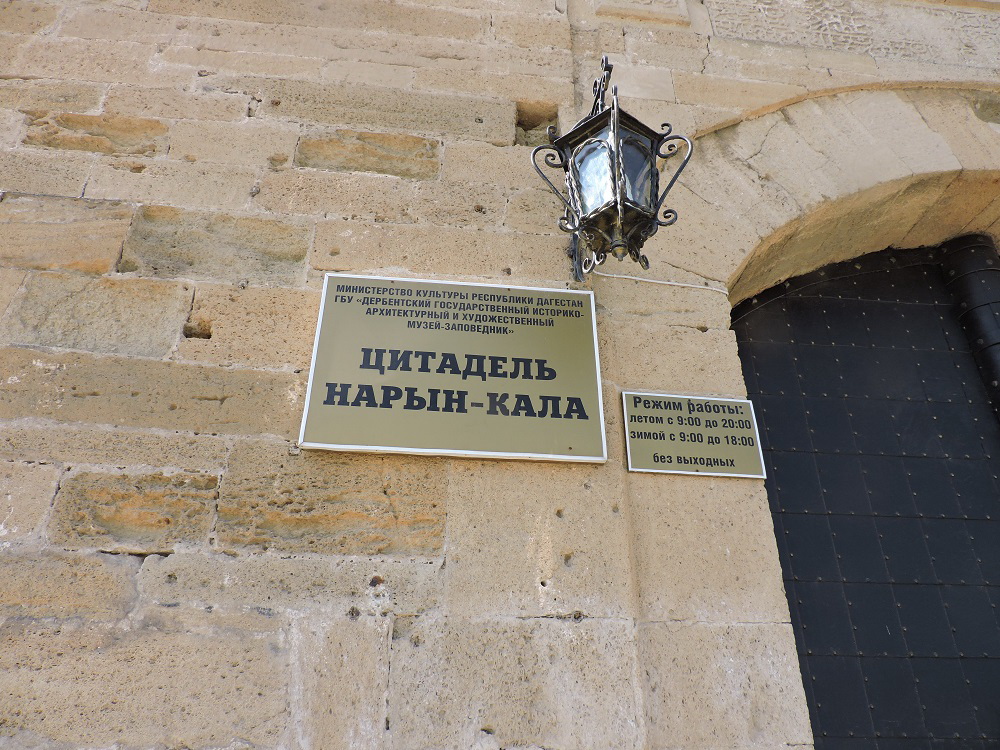 МИНИСТЕРСТВО КУЛЬТУРЫ РЕСПУБЛИКИ ДАГЕСТАН
ГБУ «ДЕРБЕНТСКИЙ ГОСУДАРСТВЕННЫЙ ИСТОРИКО-
АРХИТЕКТУРНЫЙ И ХУДОЖЕСТВЕННЫЙ
МУЗЕЙ-ЗАПОВЕДНИК»
ЦИТАДЕЛЬ
НАРЫН-КАЛА
Режим работы:
летом с 9:00 до 20:00
зимой с 9:00 до 18:00
без выходных